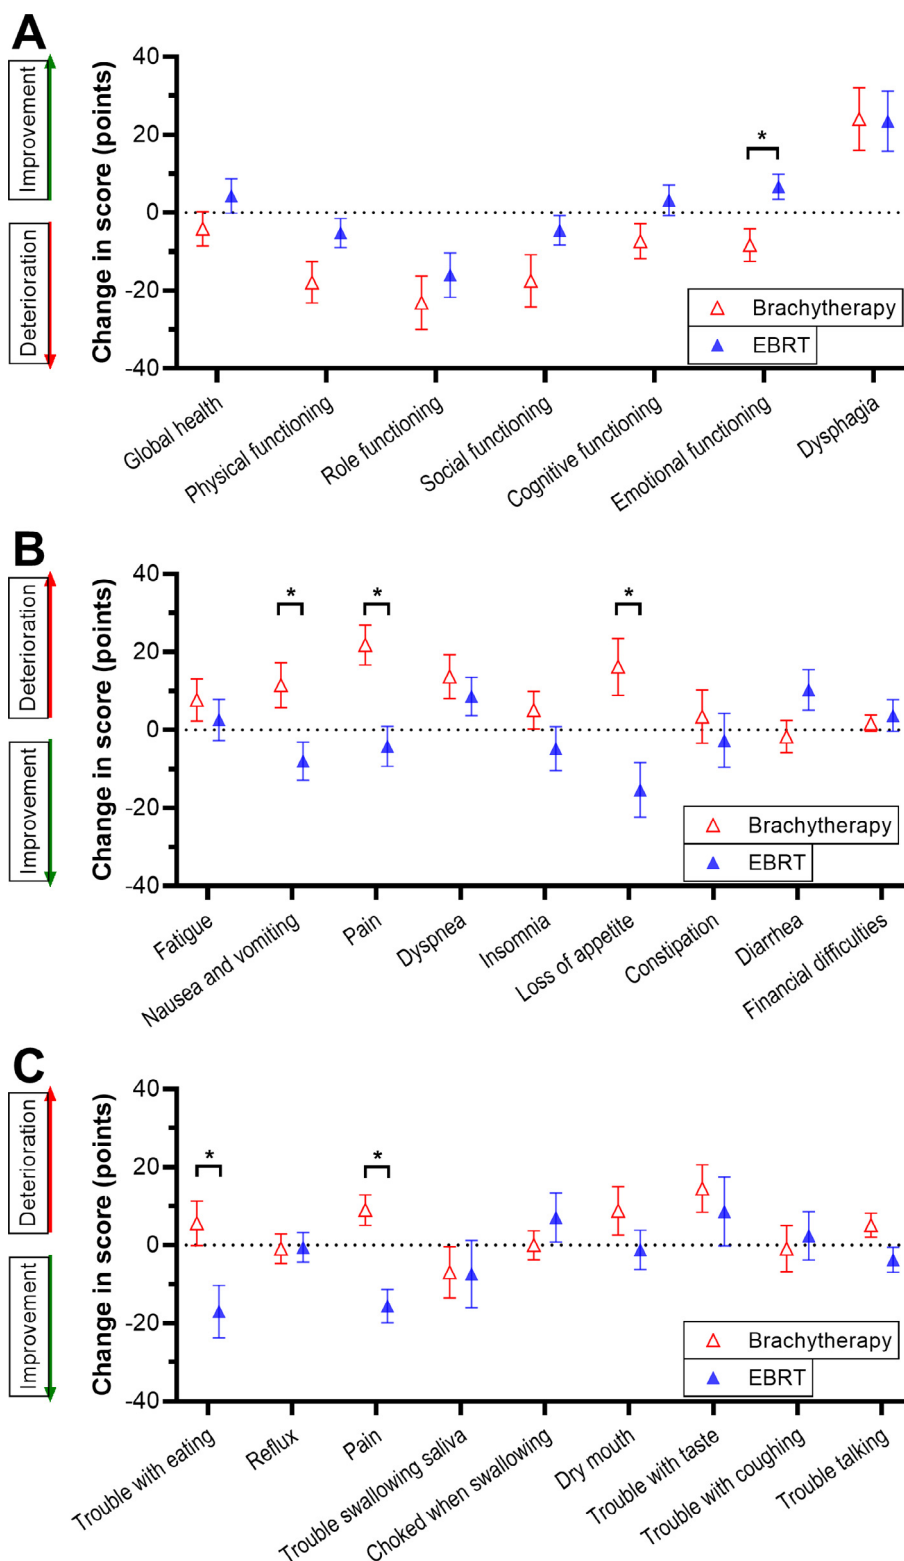 A
Improvement
Deterioration
Change in score (points)
40
20
0
-20
-40
*
Brachytherapy
EBRT
Global health
Physical functioning
Role functioning
Social functioning
Cognitive functioning
Emotional functioning
Dysphagia
B
Deterioration
Improvement
Change in score (points)
40
20
0
-20
-40
*
*
*
Brachytherapy
EBRT
Fatigue
Nausea and vomiting
Pain
Dyspnea
Insomnia
Loss of appetite
Constipation
Diarrhea
Financial difficulties
C
Deterioration
Improvement
Change in score (points)
40
20
0
-20
-40
*
*
Brachytherapy
EBRT
Trouble with eating
Reflux
Pain
Trouble swallowing saliva
Choked when swallowing
Dry mouth
Trouble with taste
Trouble with coughing
Trouble talking